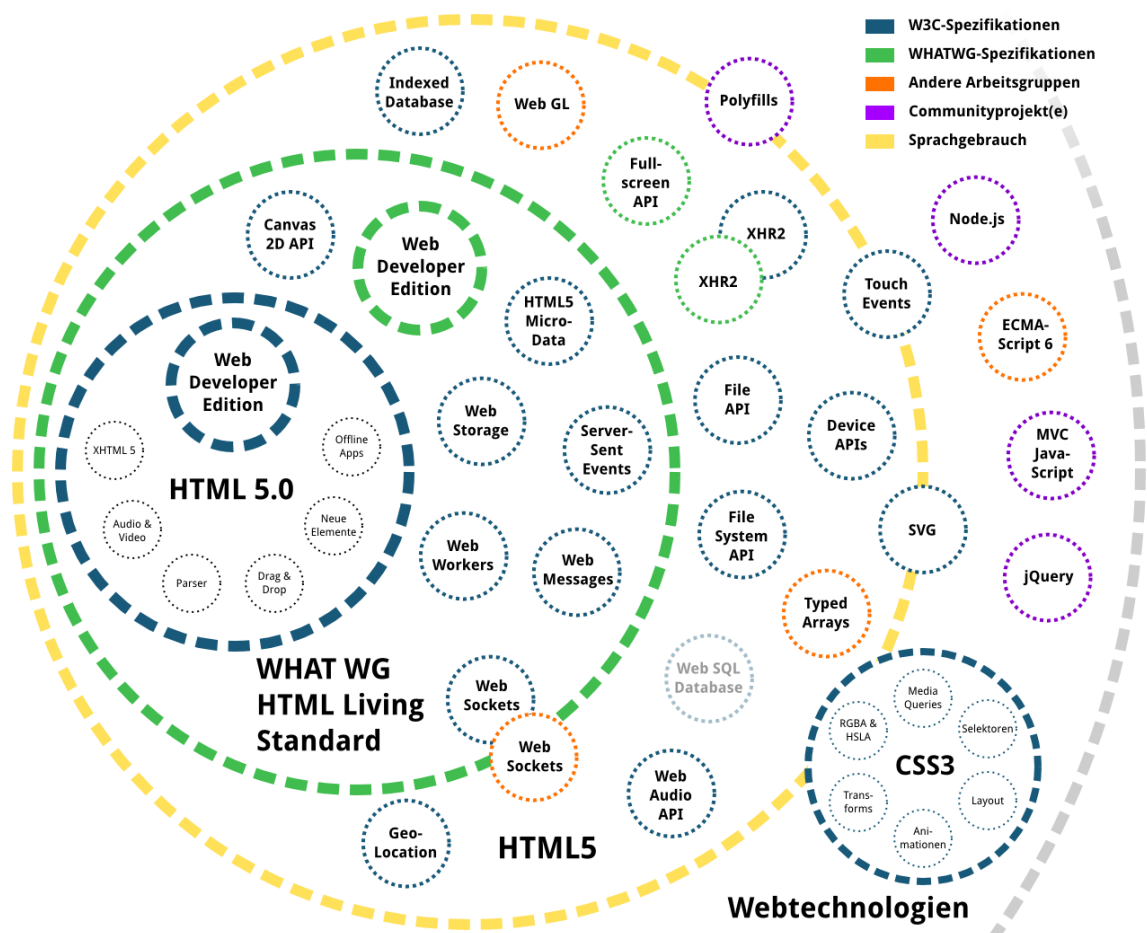 W3C-Spezifikationen
WHATWG-Spezifikationen
Andere Arbeitsgruppen
Communityprojekt(e)
Sprachgebrauch
Indexed
Database
Web GL
Polyfills
Full-
screen
API
Node.js
Canvas
2D API
Web
Developer
Edition
XHR2
XHR2
Touch
Events
HTML5
Micro-
Data
ECMA-
Script 6
Web
Developer
Edition
File
API
Web
Storage
Server-
Sent
Events
Device
APIs
MVC
Java-
Script
XHTML 5
Offline
Apps
HTML 5.0
Audio &
Video
Neue
Elemente
Parser
Drag &
Drop
Web
Workers
Web
Messages
File
System
API
SVG
jQuery
Typed
Arrays
WHAT WG
HTML Living
Standard
Web
Sockets
Web
Sockets
Web SQL
Database
Media
Queries
RGBA &
HSLA
Selektoren
CSS3
Trans-
forms
Layout
Ani-
mationen
Web
Audio
API
Geo-
Location
HTML5
Webtechnologien